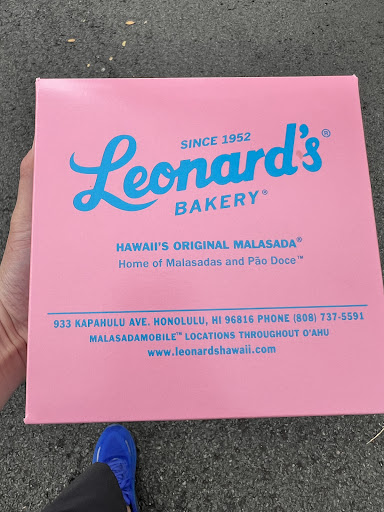 SINCE 1952
Leonard's®
BAKERY®
HAWAII'S ORIGINAL MALASADA®
Home of Malasadas and Pão Doce™
933 KAPAHULU AVE. HONOLULU, HI 96816 PHONE (808) 737-5591
MALASADAMOBILE™ LOCATIONS THROUGHOUT O'AHU
www.leonardshawaii.com